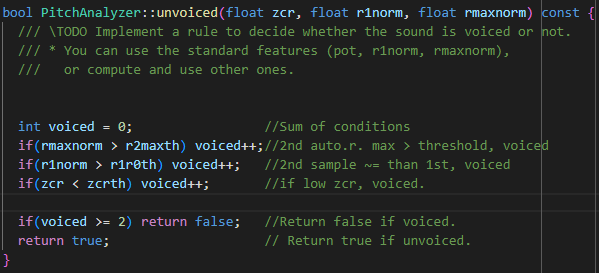 bool PitchAnalyzer::unvoiced(float zcr, float r1norm, float rmaxnorm) const {
/// \TODO Implement a rule to decide whether the sound is voiced or not.
/// * You can use the standard features (pot, r1norm, rmaxnorm),
///   or compute and use other ones.
int voiced = 0;                //Sum of conditions
if(rmaxnorm > r2maxth) voiced++;//2nd auto.r. max > threshold, voiced
if(r1norm > r1r0th) voiced++;   //2nd sample ~= than 1st, voiced
if(zcr < zcrth) voiced++;       //if low zcr, voiced.
if(voiced >= 2) return false;   //Return false if voiced.
return true;                    // Return true if unvoiced.
}